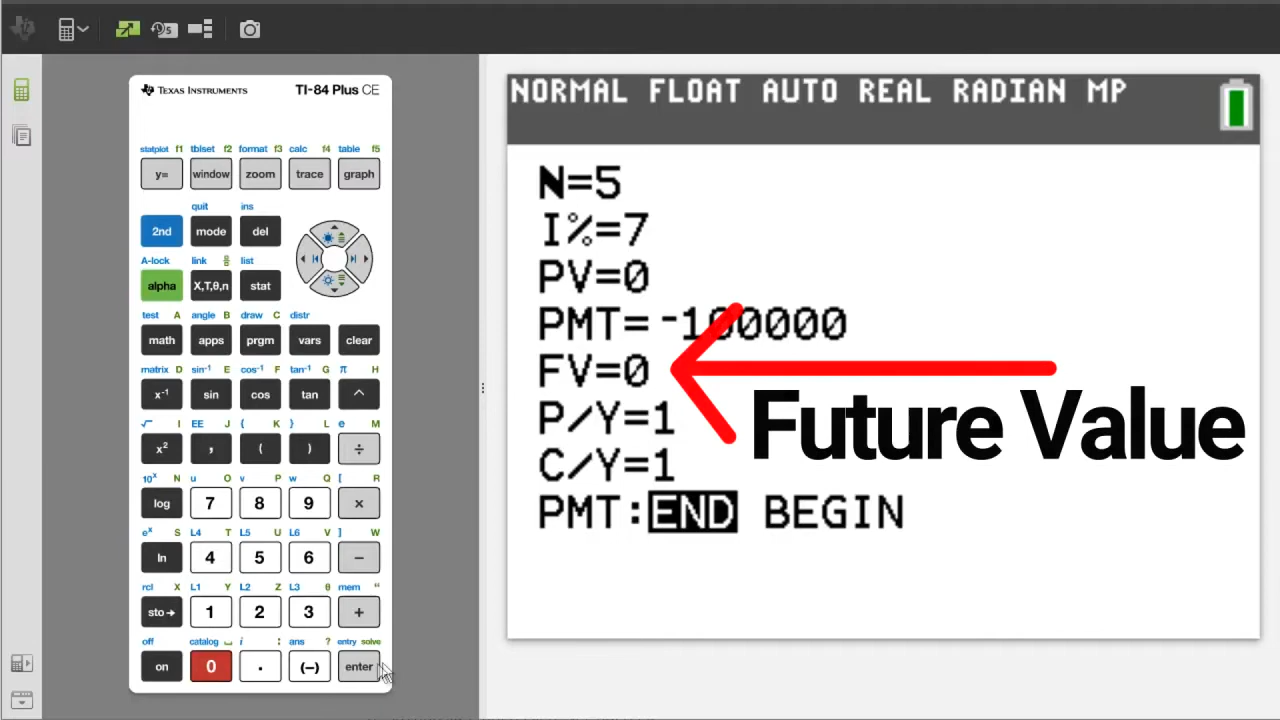 NORMAL FLOAT AUTO REAL RADIAN MP
N=5
I%=7
PV=0
PMT=-100000
FV=0
P/Y=1
C/Y=1
PMT:END BEGIN
Future Value
TEXAS INSTRUMENTS TI-84 Plus CE
statplot f1 tblset f2 format f3 calc f4 table f5
y= window zoom trace graph
quit ins
2nd mode del
A-lock link list
alpha X,T,θ,n stat
test A angle B draw C distr
math apps prgm vars clear
matrix D sin⁻¹ E cos⁻¹ F tan⁻¹ G π H
x⁻¹ sin cos tan ^
√ I EE J { K } L e M
x² , ( ) ÷
10ˣ N u O v P w Q [ R
log 7 8 9 ×
eˣ S L4 T L5 U L6 V ] W
ln 4 5 6 −
rcl X L1 Y L2 Z L3 θ mem “
sto→ 1 2 3 +
off catalog ␣ i : ans ? entry solve
on 0 . (−) enter